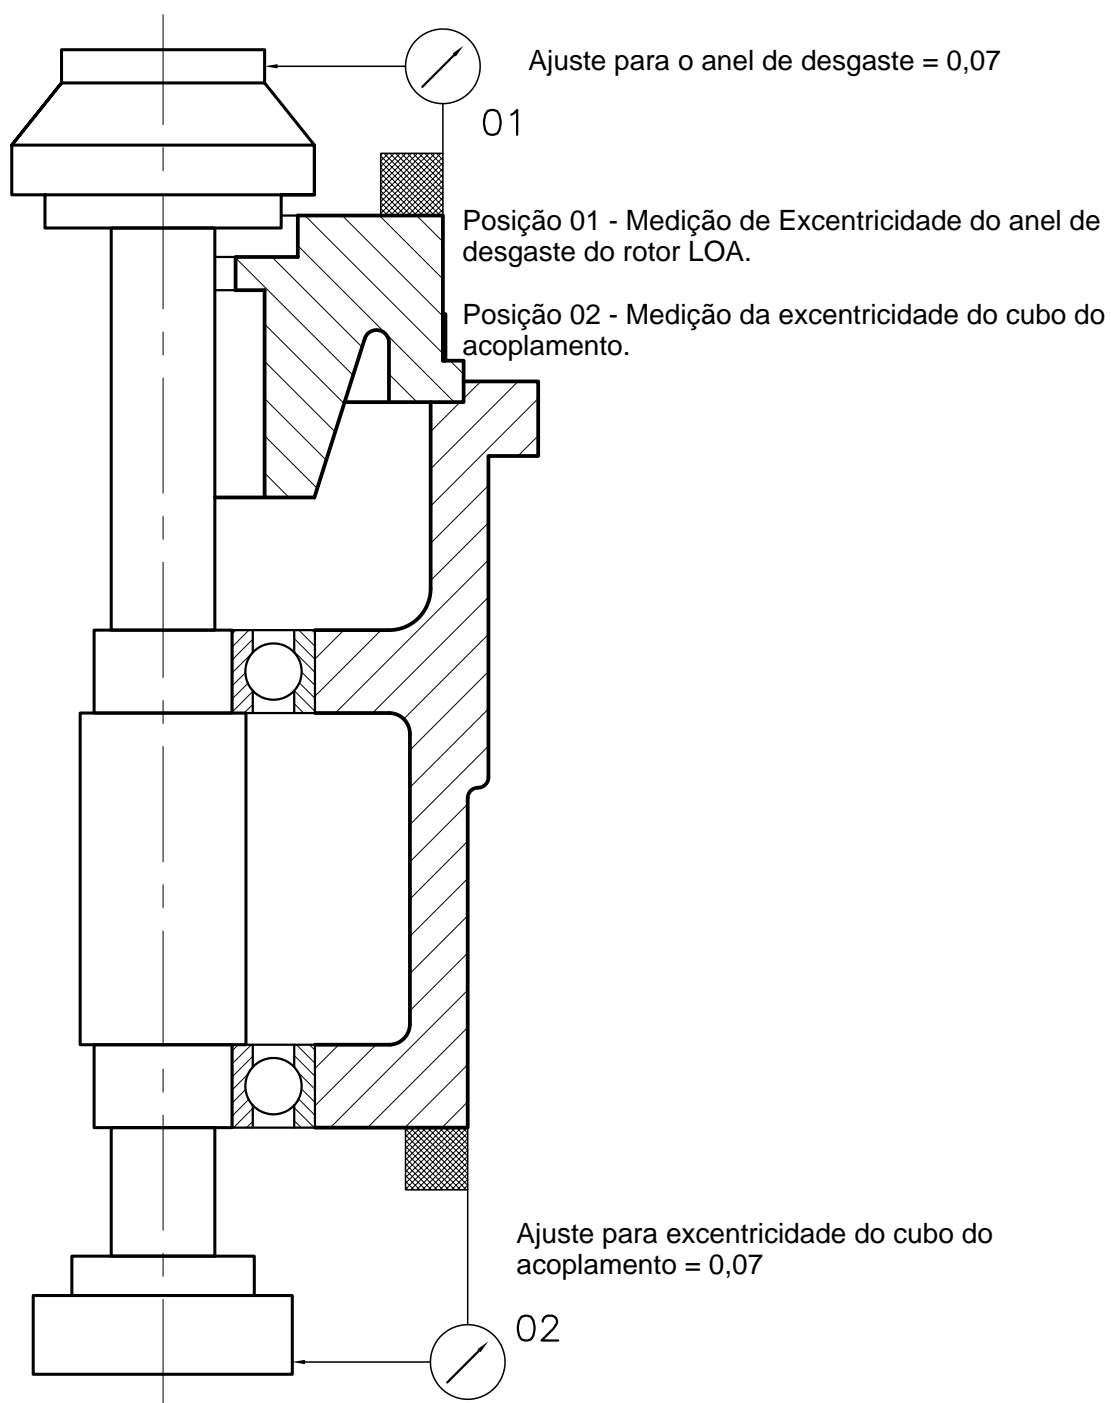 Ajuste para o anel de desgaste = 0,07
01
Posição 01 - Medição de Excentricidade do anel de
desgaste do rotor LOA.
Posição 02 - Medição da excentricidade do cubo do
acoplamento.
Ajuste para excentricidade do cubo do
acoplamento = 0,07
02